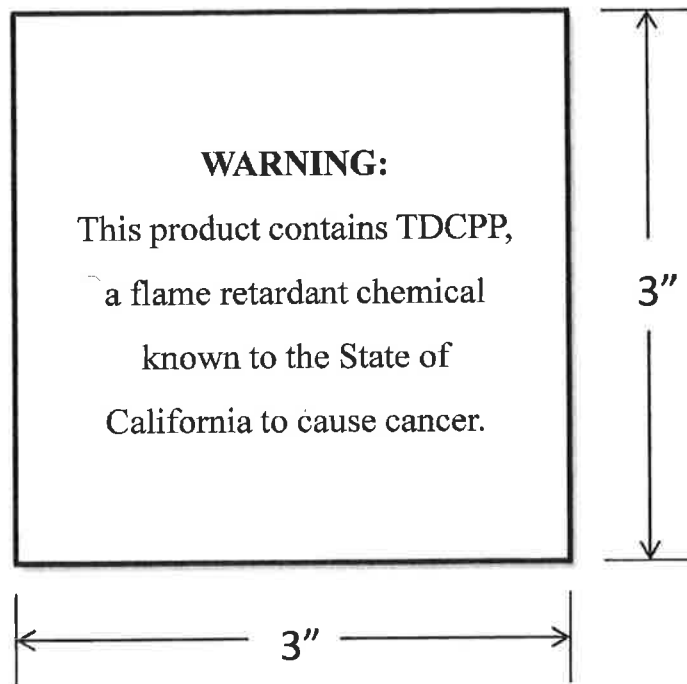 WARNING:
This product contains TDCPP,
a flame retardant chemical
known to the State of
California to cause cancer.
3"
3"